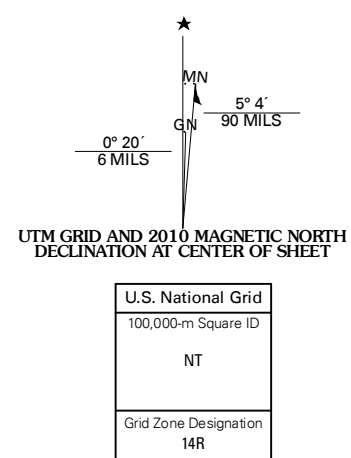 ★
MN
GN
5° 4´
90 MILS
0° 20´
6 MILS
UTM GRID AND 2010 MAGNETIC NORTH
DECLINATION AT CENTER OF SHEET
U.S. National Grid
100,000-m Square ID
NT
Grid Zone Designation
14R